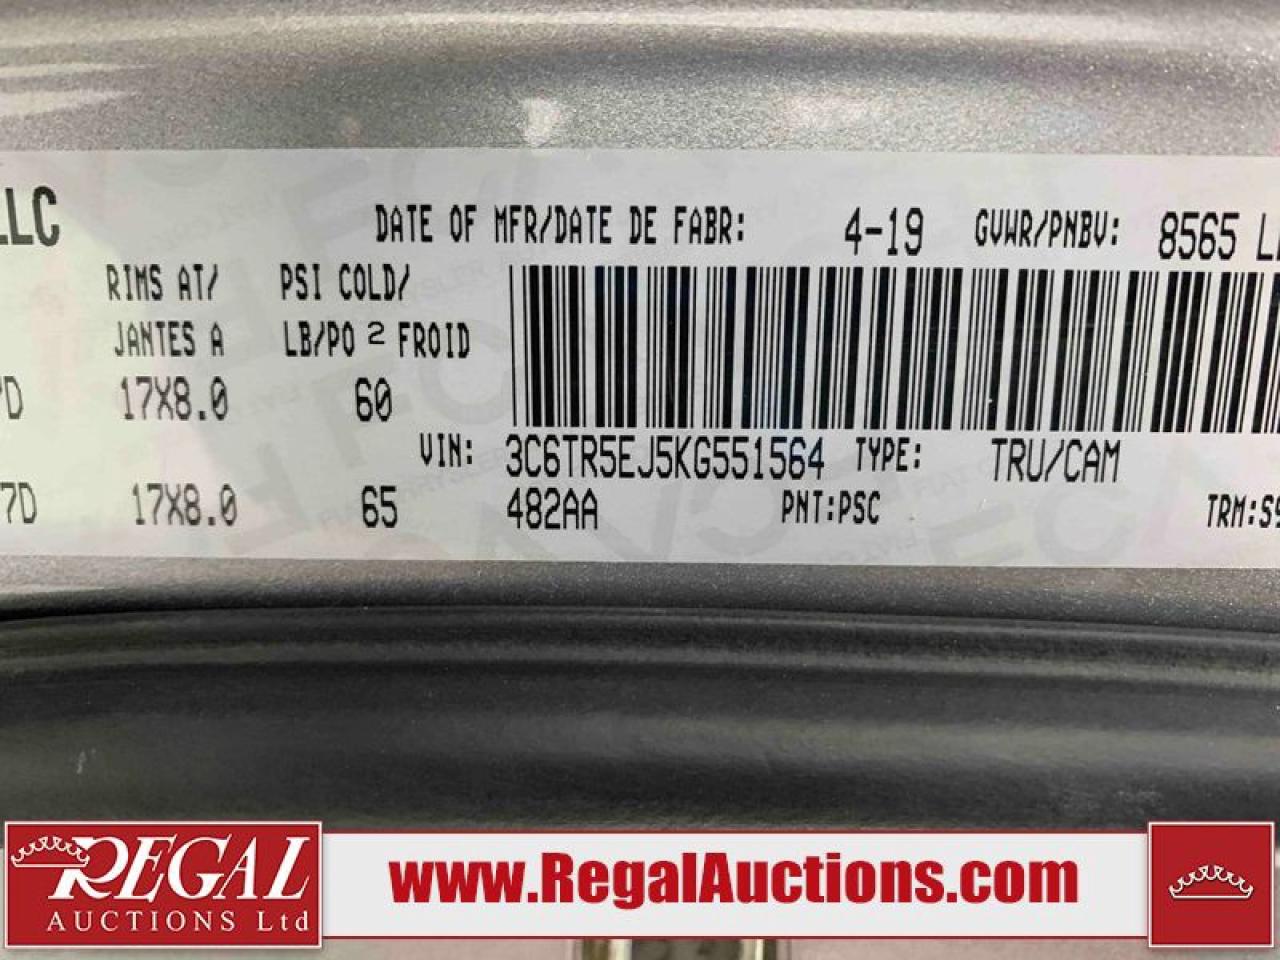 LLC
DATE OF MFR/DATE DE FABR: 4-19 GVWR/PNBV: 8565
RIMS AT/ PSI COLD/
JANTES A LB/PO 2 FROID
17X8.0 60
VIN: 3C6TR5EJ5KG551564 TYPE: TRU/CAM
7D 17X8.0 65 482AA PNT:PSC TRM:
REGAL
AUCTIONS Ltd
www.RegalAuctions.com